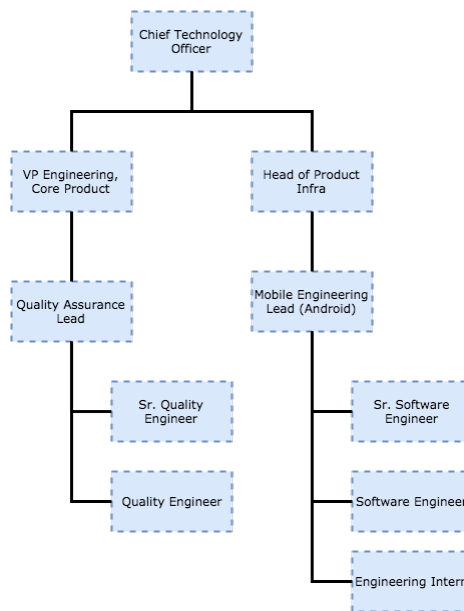 Chief Technology
Officer
VP Engineering,
Core Product
Head of Product
Infra
Quality Assurance
Lead
Mobile Engineering
Lead (Android)
Sr. Quality
Engineer
Sr. Software
Engineer
Quality Engineer
Software Engineer
Engineering Intern